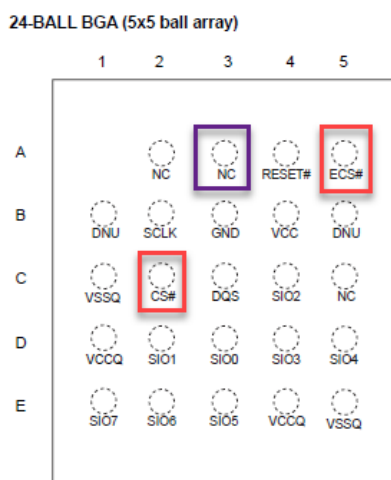 24-BALL BGA (5x5 ball array)
1 2 3 4 5
A
NC NC RESET# ECS#
B
DNU SCLK GND VCC DNU
C
VSSQ CS# DQS SIO2 NC
D
VCCQ SIO1 SIO0 SIO3 SIO4
E
SIO7 SIO6 SIO5 VCCQ VSSQ